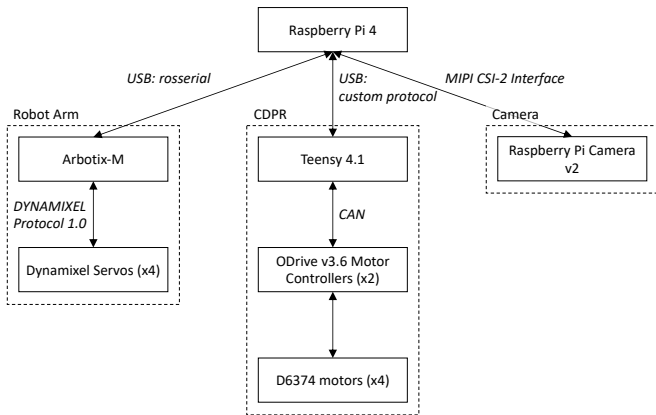 Raspberry Pi 4
USB: rosserial
USB:
custom protocol
MIPI CSI-2 Interface
Robot Arm
CDPR
Camera
Arbotix-M
Teensy 4.1
Raspberry Pi Camera
v2
DYNAMIXEL
Protocol 1.0
CAN
Dynamixel Servos (x4)
ODrive v3.6 Motor
Controllers (x2)
D6374 motors (x4)